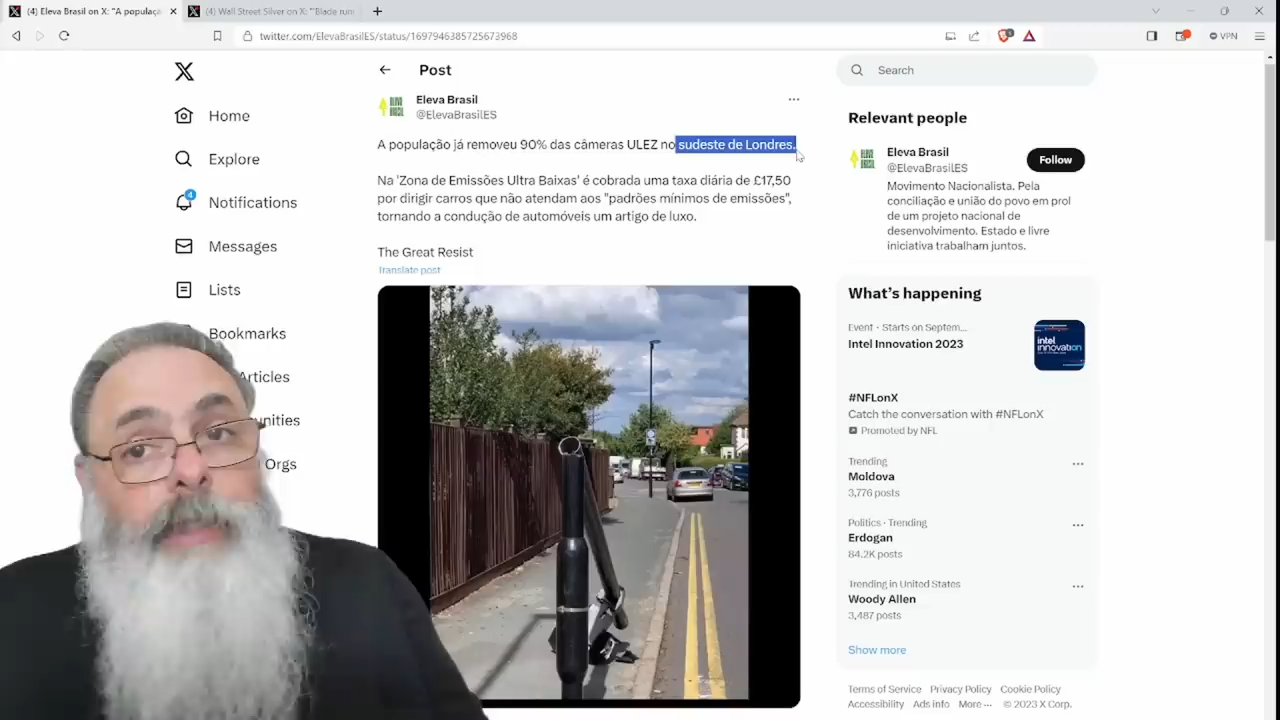 (4) Eleva Brasil on X: "A populaça
(4) Wall Street Silver on X: "'Blade run
twitter.com/ElevaBrasilES/status/1697946385725673968
VPN
Home
Explore
4
Notifications
Messages
Lists
Bookmarks
Articles
unities
Orgs
Post
Eleva Brasil
@ElevaBrasilES
A população já removeu 90% das câmeras ULEZ no sudeste de Londres.
Na 'Zona de Emissões Ultra Baixas' é cobrada uma taxa diária de £17,50
por dirigir carros que não atendam aos "padrões mínimos de emissões",
tornando a condução de automóveis um artigo de luxo.
The Great Resist
Translate post
Search
Relevant people
Eleva Brasil
@ElevaBrasilES
Follow
Movimento Nacionalista. Pela
conciliação e união do povo em prol
de um projeto nacional de
desenvolvimento. Estado e livre
iniciativa trabalham juntos.
What's happening
Event · Starts on Septem...
Intel Innovation 2023
intel
innovation
#NFLonX
Catch the conversation with #NFLonX
Promoted by NFL
Trending
Moldova
3,776 posts
Politics · Trending
Erdogan
84.2K posts
Trending in United States
Woody Allen
3,487 posts
Show more
Terms of Service Privacy Policy Cookie Policy
Accessibility Ads info More ··· © 2023 X Corp.